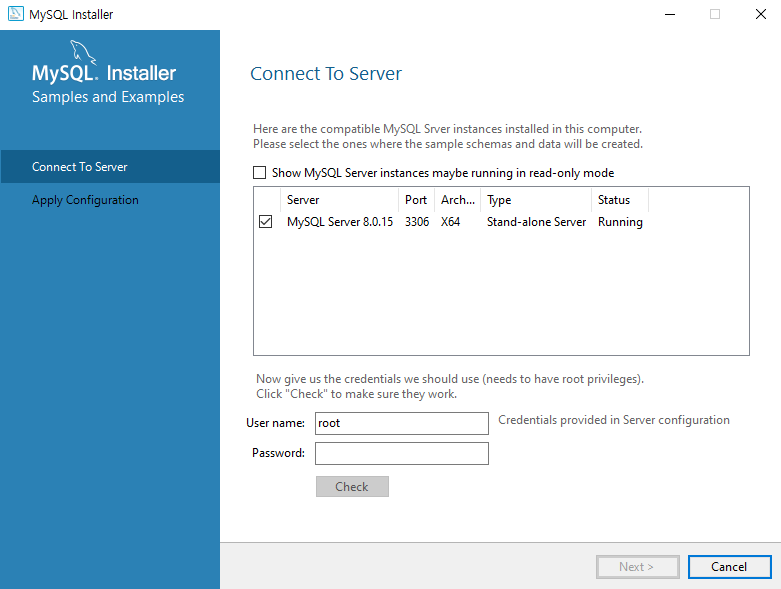 MySQL Installer
MySQL. Installer
Samples and Examples
Connect To Server
Apply Configuration
Connect To Server
Here are the compatible MySQL Srver instances installed in this computer.
Please select the ones where the sample schemas and data will be created.
Show MySQL Server instances maybe running in read-only mode
Server Port Arch... Type Status
MySQL Server 8.0.15 3306 X64 Stand-alone Server Running
Now give us the credentials we should use (needs to have root privileges).
Click "Check" to make sure they work.
User name: root Credentials provided in Server configuration
Password:
Check
Next > Cancel